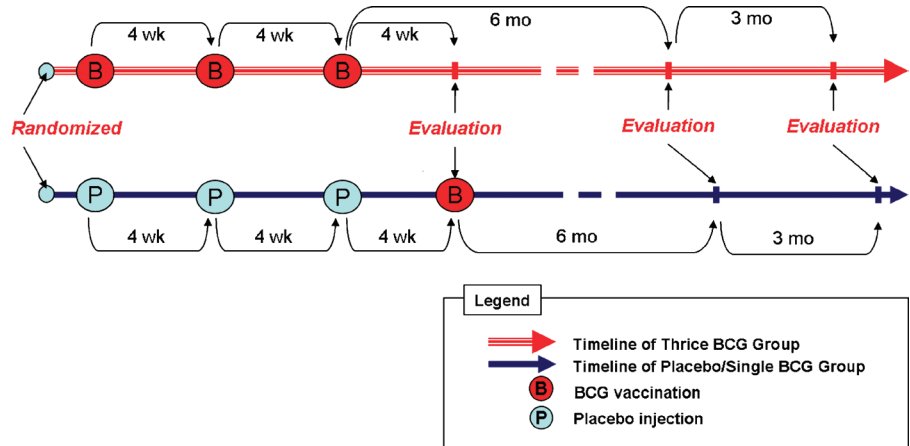 4 wk 4 wk 4 wk 6 mo 3 mo
B B B
Randomized Evaluation Evaluation Evaluation
P P P B
4 wk 4 wk 4 wk 6 mo 3 mo
Legend
Timeline of Thrice BCG Group
Timeline of Placebo/Single BCG Group
B BCG vaccination
P Placebo injection